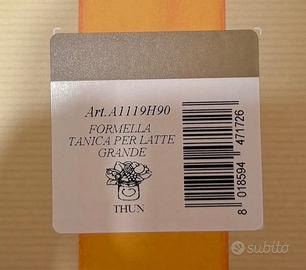 Art.A1119H90
FORMELLA
TANICA PER LATTE
GRANDE
THUN
8 018594 471726
subito